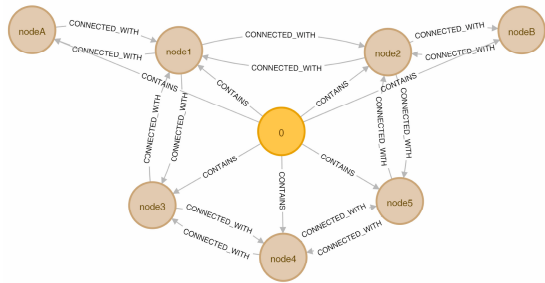 nodeA
CONNECTED_WITH
CONNECTED_WITH
node1
CONNECTED_WITH
CONNECTED_WITH
node2
CONNECTED_WITH
CONNECTED_WITH
nodeB
CONTAINS
CONTAINS
CONTAINS
CONTAINS
CONNECTED_WITH
CONNECTED_WITH
0
CONNECTED_WITH
CONNECTED_WITH
CONTAINS
CONTAINS
CONTAINS
node3
node5
CONNECTED_WITH
CONNECTED_WITH
CONNECTED_WITH
CONNECTED_WITH
node4